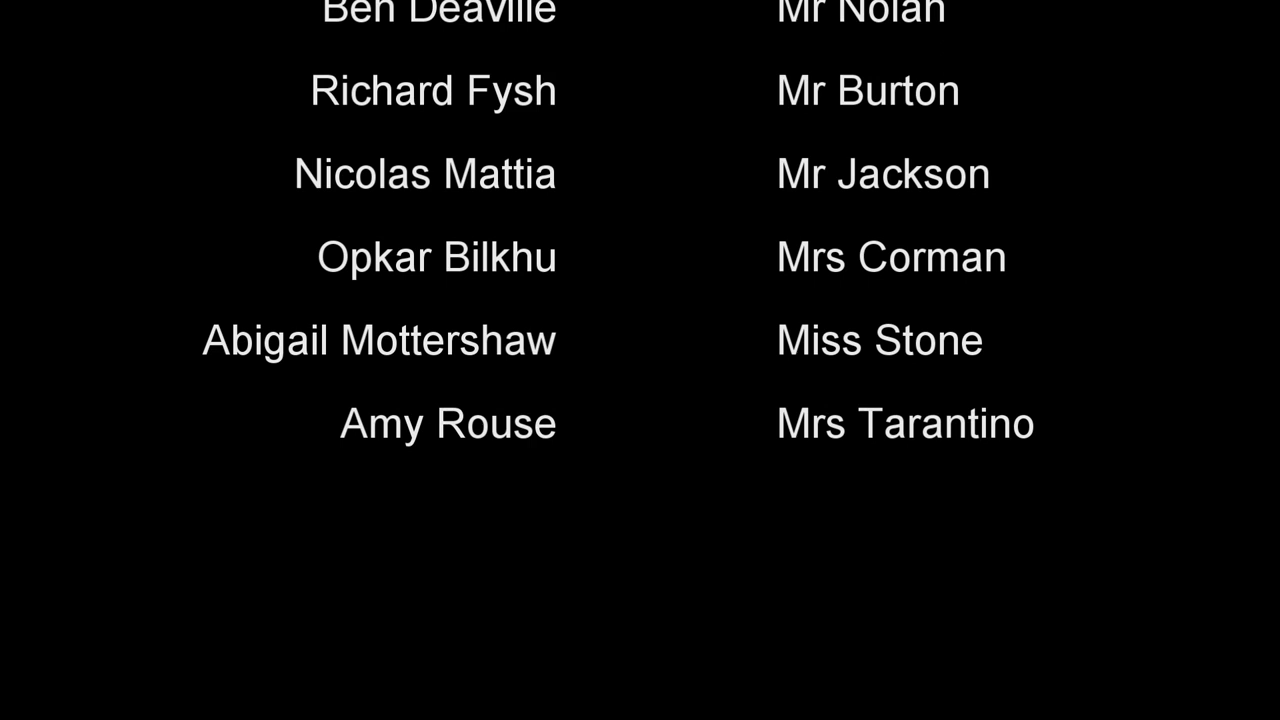 Ben Deaville Mr Nolan
Richard Fysh Mr Burton
Nicolas Mattia Mr Jackson
Opkar Bilkhu Mrs Corman
Abigail Mottershaw Miss Stone
Amy Rouse Mrs Tarantino